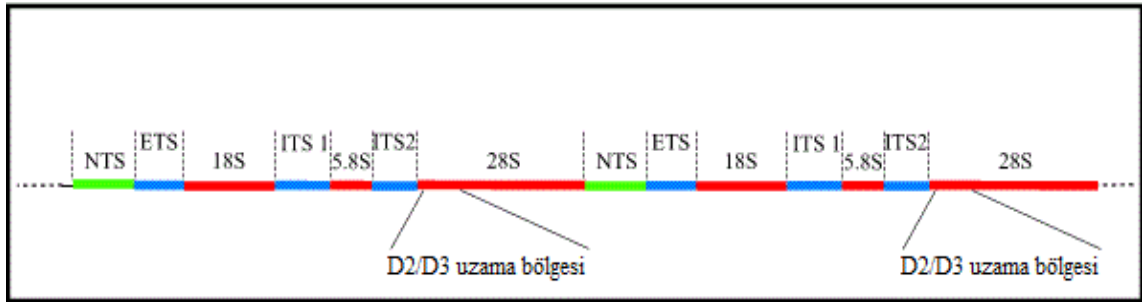 ETS ITS 1 ITS2 ETS ITS 1 ITS2
NTS 18S 5.8S 28S NTS 18S 5.8S 28S
D2/D3 uzama bölgesi D2/D3 uzama bölgesi